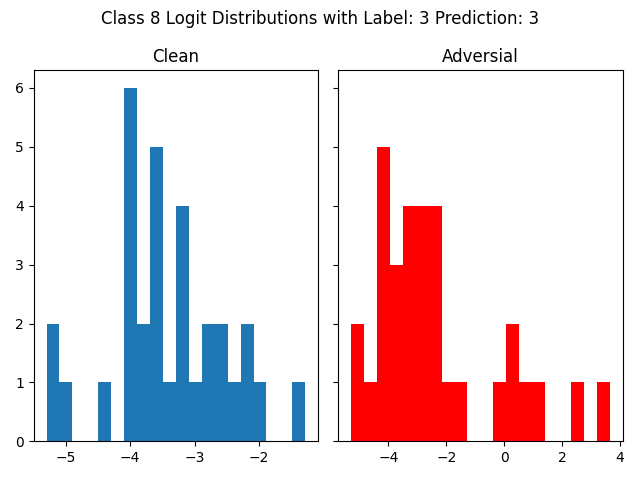 Class 8 Logit Distributions with Label: 3 Prediction: 3
Clean
Adversial
6
5
4
3
2
1
0
−5 −4 −3 −2
−4 −2 0 2 4